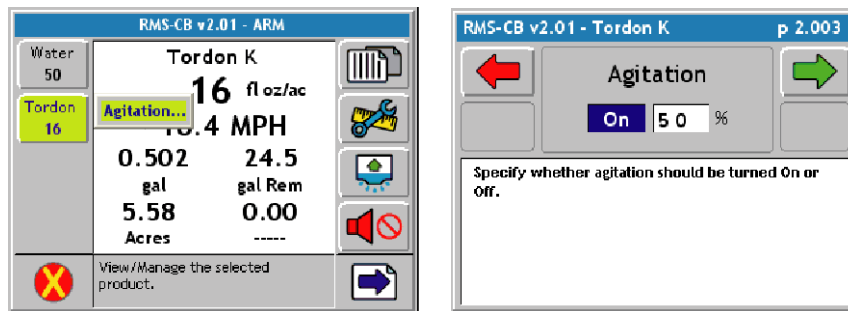 RMS-CB v2.01 - ARM
Water
50
Tordon
16
Tordon K
16 fl oz/ac
Agitation...
.4 MPH
0.502 24.5
gal gal Rem
5.58 0.00
Acres -----
View/Manage the selected
product.
RMS-CB v2.01 - Tordon K p 2.003
Agitation
On 50 %
Specify whether agitation should be turned On or
Off.